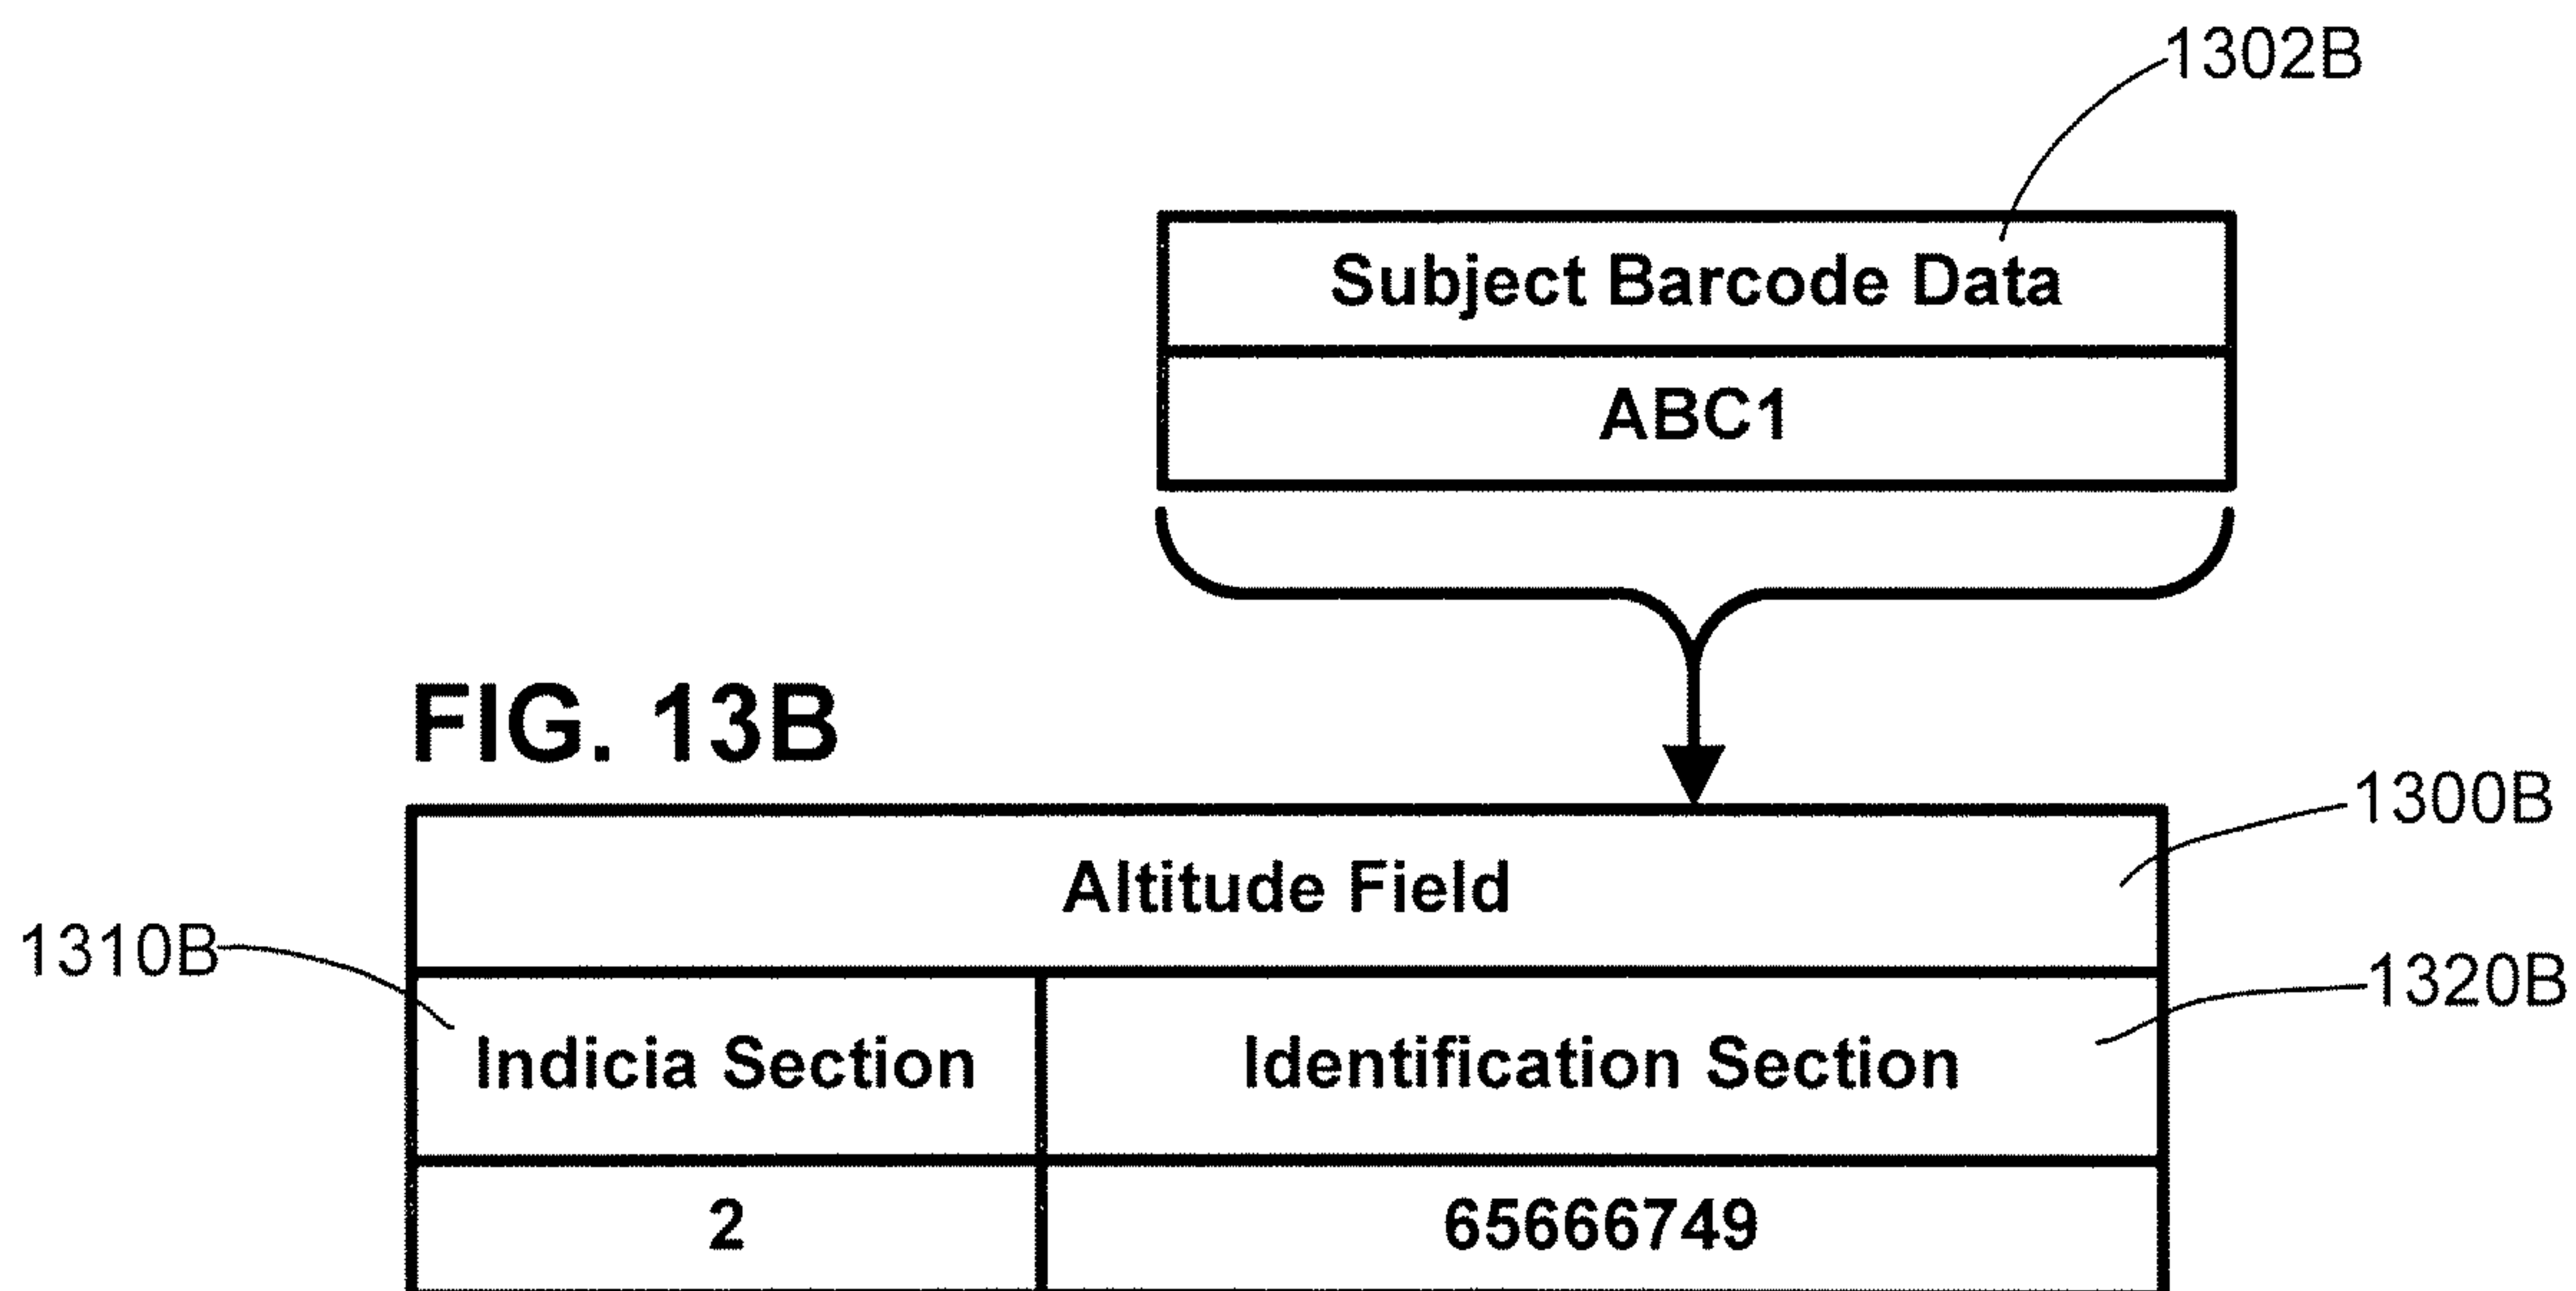 1302B
Subject Barcode Data
ABC1
FIG. 13B
1300B
Altitude Field
1310B
1320B
Indicia Section
Identification Section
2
65666749